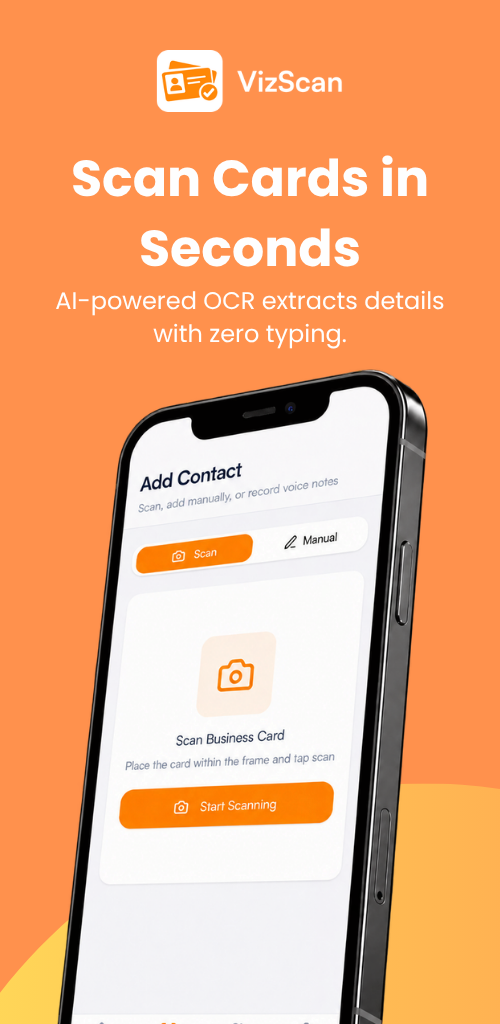 VizScan
Scan Cards in
Seconds
AI-powered OCR extracts details
with zero typing.
Add Contact
Scan, add manually, or record voice notes
Scan
Manual
Scan Business Card
Place the card within the frame and tap scan
Start Scanning